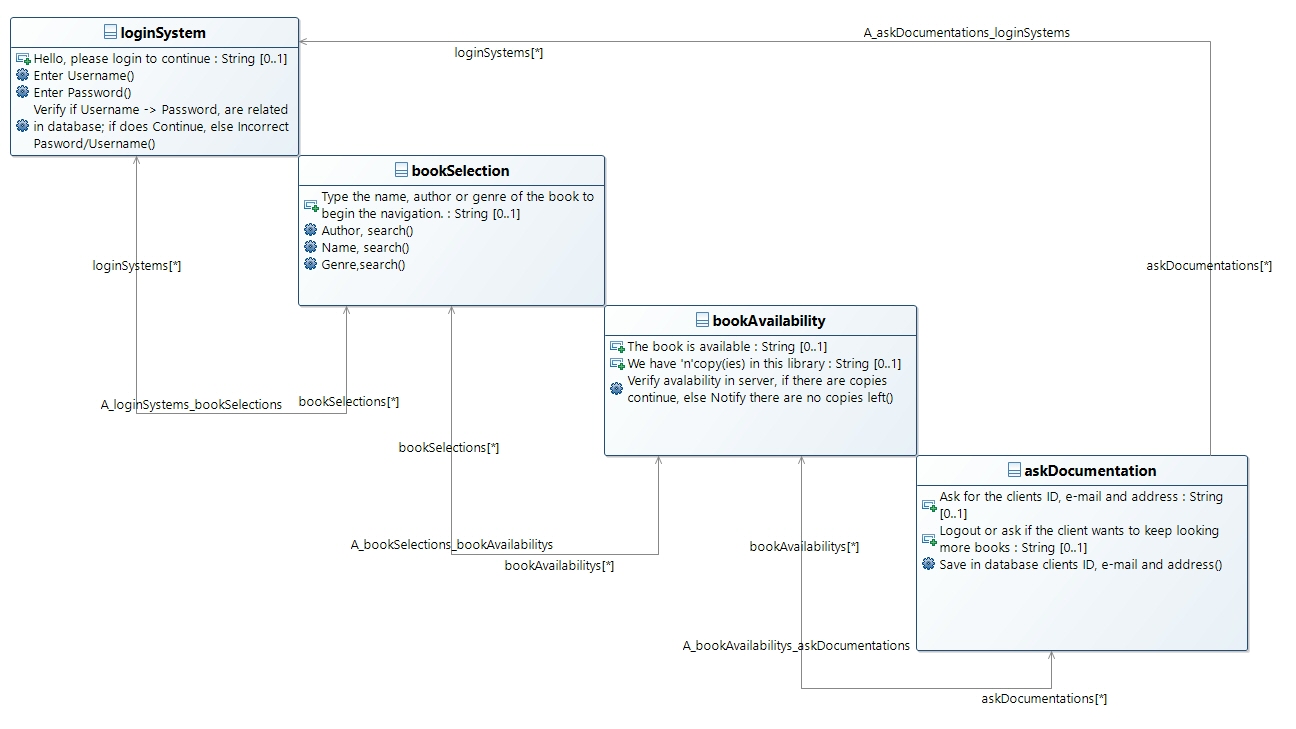 loginSystem
Hello, please login to continue : String [0..1]
Enter Username()
Enter Password()
Verify if Username -> Password, are related
in database; if does Continue, else Incorrect
Pasword/Username()
A_askDocumentations_loginSystems
loginSystems[*]
bookSelection
Type the name, author or genre of the book to
begin the navigation. : String [0..1]
Author, search()
Name, search()
Genre,search()
loginSystems[*]
askDocumentations[*]
bookAvailability
The book is available : String [0..1]
We have 'n'copy(ies) in this library : String [0..1]
Verify avalability in server, if there are copies
continue, else Notify there are no copies left()
A_loginSystems_bookSelections
bookSelections[*]
bookSelections[*]
askDocumentation
Ask for the clients ID, e-mail and address : String
[0..1]
Logout or ask if the client wants to keep looking
more books : String [0..1]
Save in database clients ID, e-mail and address()
A_bookSelections_bookAvailabilitys
bookAvailabilitys[*]
bookAvailabilitys[*]
A_bookAvailabilitys_askDocumentations
askDocumentations[*]